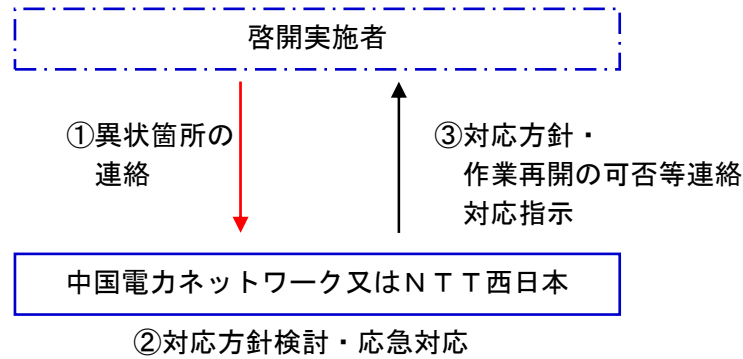 啓開実施者
①異状箇所の
連絡
③対応方針・
作業再開の可否等連絡
対応指示
中国電力ネットワーク又はＮＴＴ西日本
②対応方針検討・応急対応